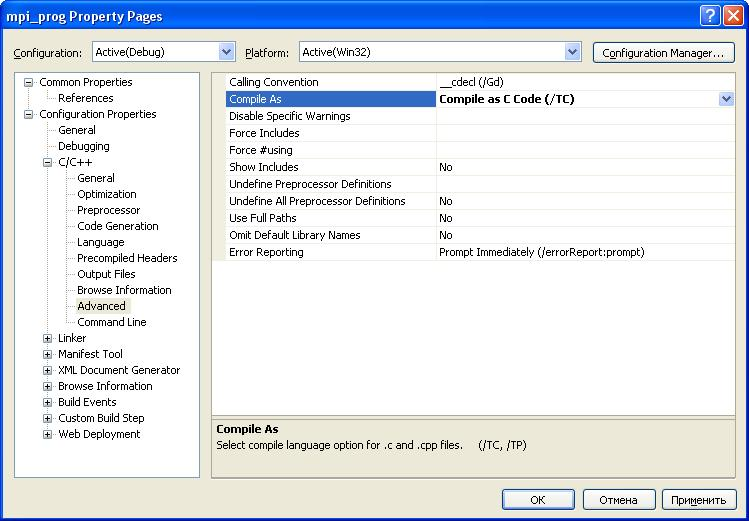 mpi_prog Property Pages
Configuration: Active(Debug) Platform: Active(Win32) Configuration Manager...
Common Properties
References
Configuration Properties
General
Debugging
C/C++
General
Optimization
Preprocessor
Code Generation
Language
Precompiled Headers
Output Files
Browse Information
Advanced
Command Line
Linker
Manifest Tool
XML Document Generator
Browse Information
Build Events
Custom Build Step
Web Deployment
Calling Convention __cdecl (/Gd)
Compile As Compile as C Code (/TC)
Disable Specific Warnings
Force Includes
Force #using
Show Includes No
Undefine Preprocessor Definitions
Undefine All Preprocessor Definitions No
Use Full Paths No
Omit Default Library Names No
Error Reporting Prompt Immediately (/errorReport:prompt)
Compile As
Select compile language option for .c and .cpp files. (/TC, /TP)
OK Отмена Применить